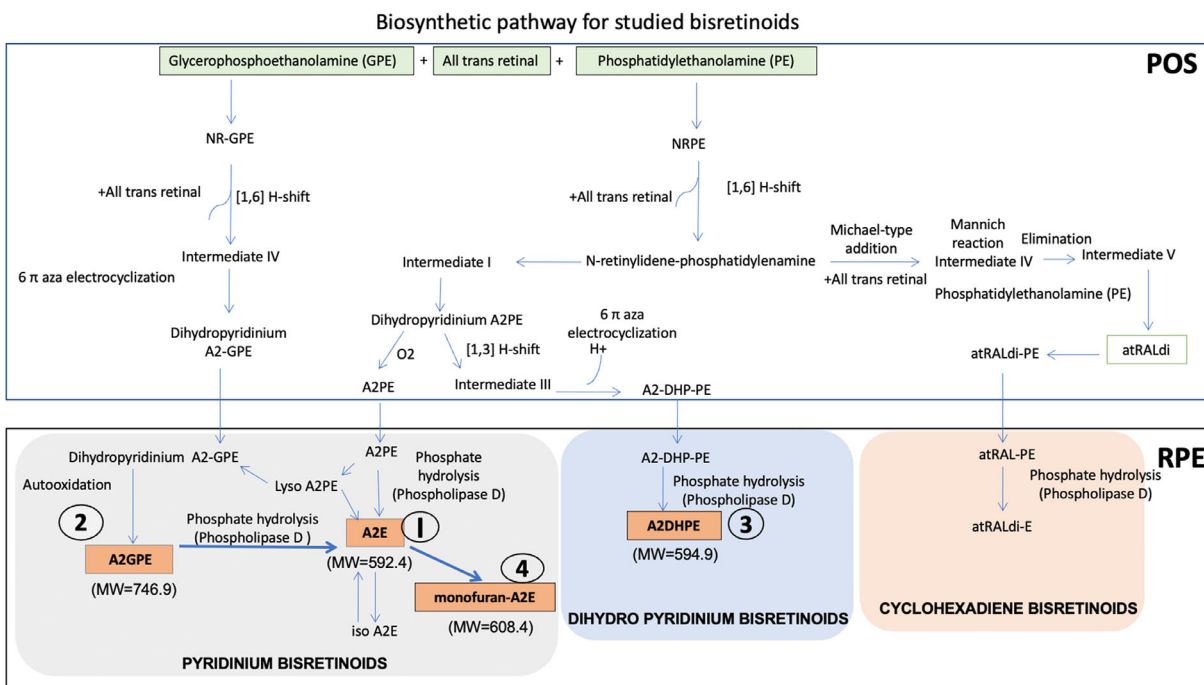 Biosynthetic pathway for studied bisretinoids
POS
Glycerophosphoethanolamine (GPE) + All trans retinal + Phosphatidylethanolamine (PE)
NR-GPE
NRPE
+All trans retinal
[1,6] H-shift
+All trans retinal
[1,6] H-shift
Intermediate IV
6 π aza electrocyclization
Dihydropyridinium
A2-GPE
Intermediate I
N-retinylidene-phosphatidylenamine
Michael-type
addition
+All trans retinal
Mannich
reaction
Intermediate IV
Elimination
Intermediate V
Phosphatidylethanolamine (PE)
Dihydropyridinium A2PE
O2
[1,3] H-shift
6 π aza
electrocyclization
H+
A2PE
Intermediate III
A2-DHP-PE
atRALdi-PE
atRALdi
RPE
Dihydropyridinium A2-GPE
Autooxidation
A2PE
Lyso A2PE
Phosphate
hydrolysis
(Phospholipase D)
2
Phosphate hydrolysis
(Phospholipase D )
A2E
1
A2GPE
(MW=746.9)
(MW=592.4)
4
monofuran-A2E
(MW=608.4)
iso A2E
PYRIDINIUM BISRETINOIDS
A2-DHP-PE
Phosphate hydrolysis
(Phospholipase D)
A2DHPE
3
(MW=594.9)
DIHYDRO PYRIDINIUM BISRETINOIDS
atRAL-PE
Phosphate hydrolysis
(Phospholipase D)
atRALdi-E
CYCLOHEXADIENE BISRETINOIDS